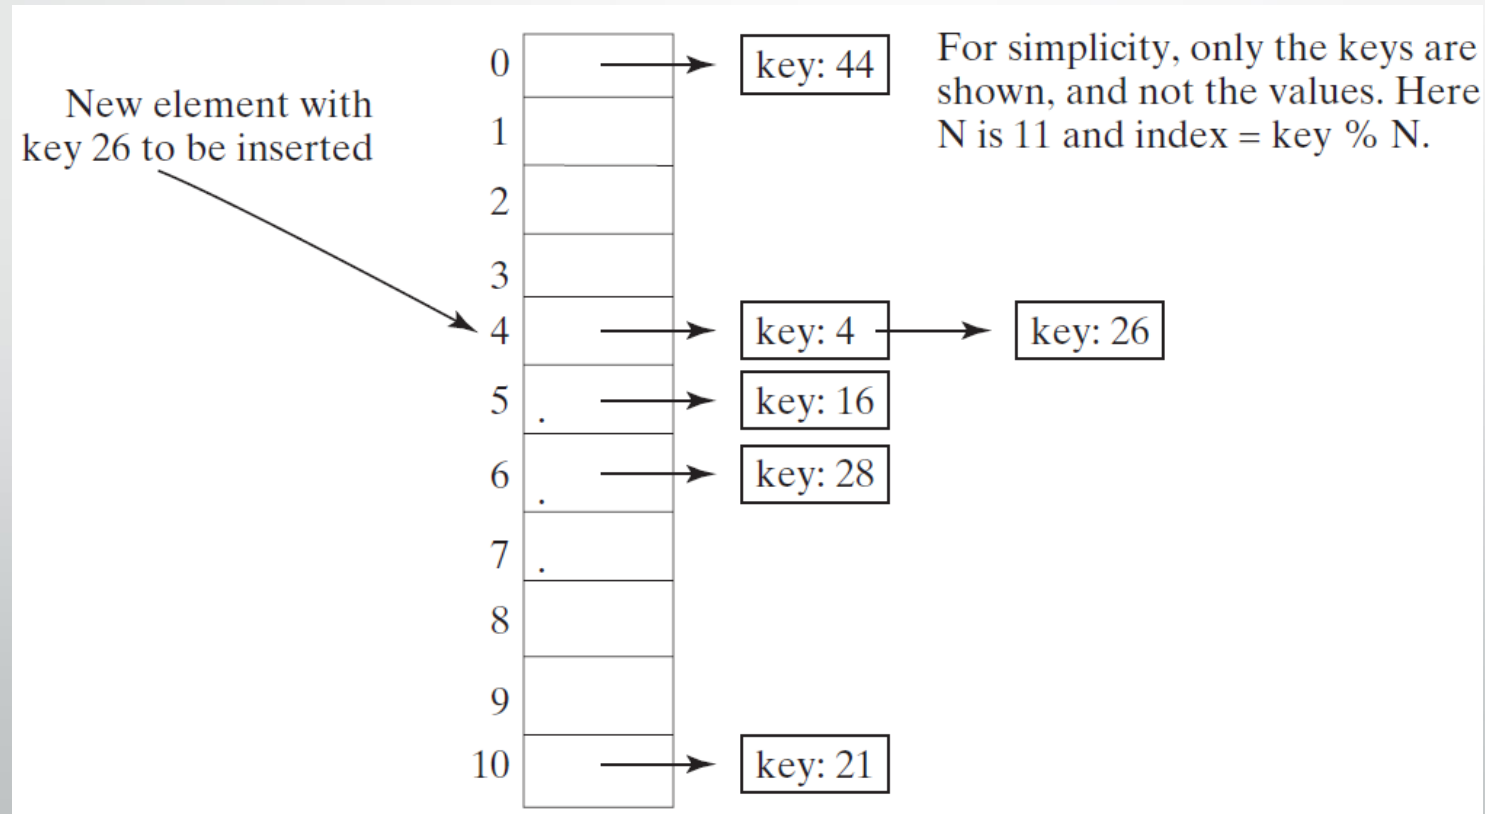 New element with
key 26 to be inserted
0
key: 44
For simplicity, only the keys are
shown, and not the values. Here
N is 11 and index = key % N.
1
2
3
4
key: 4
key: 26
5
.
key: 16
6
.
key: 28
7
.
8
9
10
key: 21